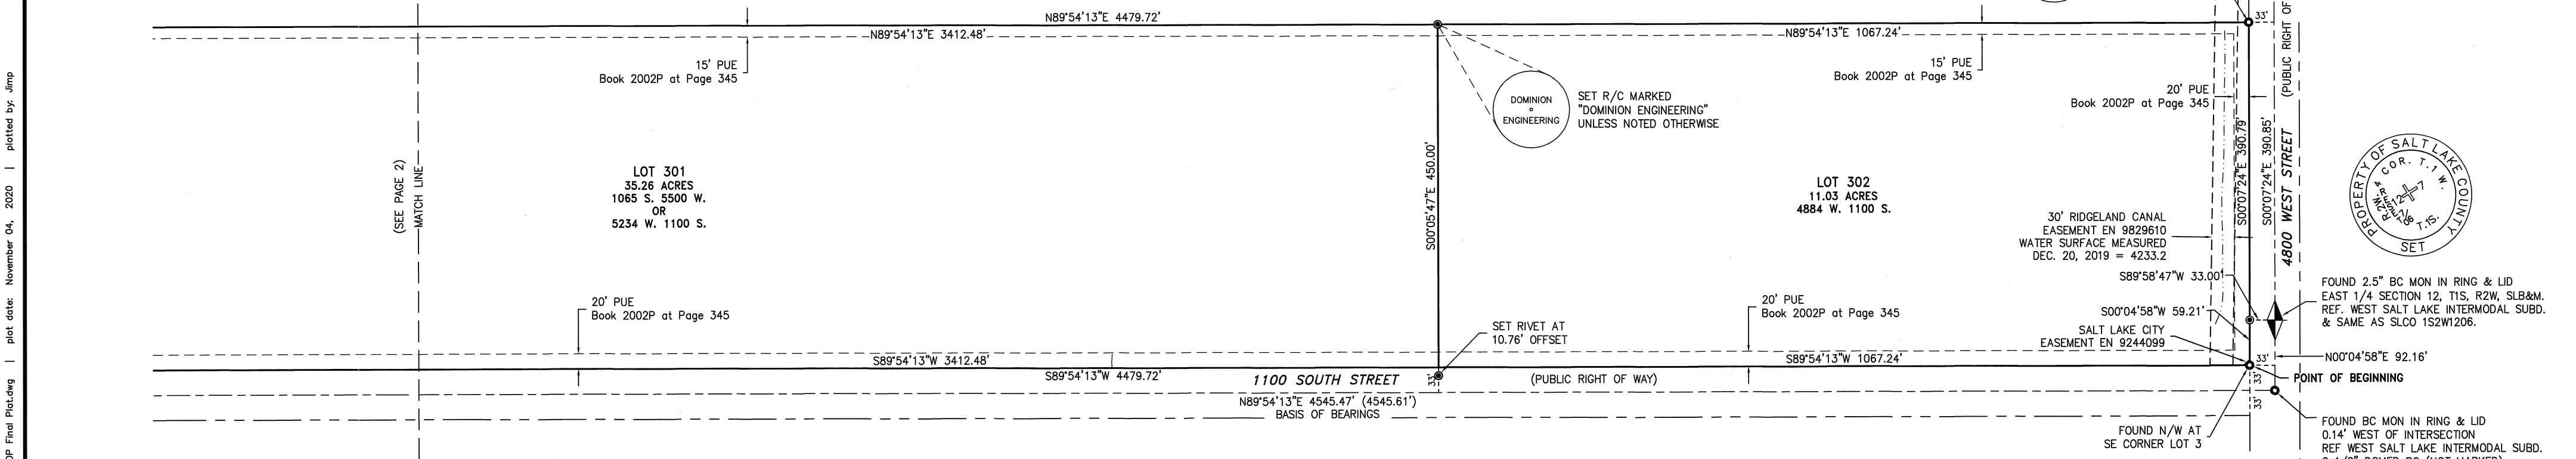 N89°54'13"E 4479.72'
N89°54'13"E 3412.48'
N89°54'13"E 1067.24'
33'
(PUBLIC RIGHT OF
15' PUE
Book 2002P at Page 345
DOMINION
ENGINEERING
SET R/C MARKED
"DOMINION ENGINEERING"
UNLESS NOTED OTHERWISE
15' PUE
Book 2002P at Page 345
20' PUE
Book 2002P at Page 345
plot date: November 04, 2020 | plotted by: Jimp
OP Final Plat.dwg |
(SEE PAGE 2)
MATCH LINE
LOT 301
35.26 ACRES
1065 S. 5500 W.
OR
5234 W. 1100 S.
S00°05'47"E 450.00'
LOT 302
11.03 ACRES
4884 W. 1100 S.
S00°07'24"E 390.79'
S00°07'24"E 390.85'
4800 WEST STREET
PROPERTY OF SALT LAKE COUNTY
COR. T.1 W.
SET
30' RIDGELAND CANAL
EASEMENT EN 9829610
WATER SURFACE MEASURED
DEC. 20, 2019 = 4233.2
S89°58'47"W 33.00'
FOUND 2.5" BC MON IN RING & LID
EAST 1/4 SECTION 12, T1S, R2W, SLB&M.
REF. WEST SALT LAKE INTERMODAL SUBD.
& SAME AS SLCO 1S2W1206.
20' PUE
Book 2002P at Page 345
SET RIVET AT
10.76' OFFSET
20' PUE
Book 2002P at Page 345
S00°04'58"W 59.21'
SALT LAKE CITY
EASEMENT EN 9244099
S89°54'13"W 3412.48'
S89°54'13"W 1067.24'
33'
N00°04'58"E 92.16'
S89°54'13"W 4479.72'
1100 SOUTH STREET
33'
(PUBLIC RIGHT OF WAY)
33'
POINT OF BEGINNING
N89°54'13"E 4545.47' (4545.61')
BASIS OF BEARINGS
33'
FOUND N/W AT
SE CORNER LOT 3
FOUND BC MON IN RING & LID
0.14' WEST OF INTERSECTION
REF WEST SALT LAKE INTERMODAL SUBD.